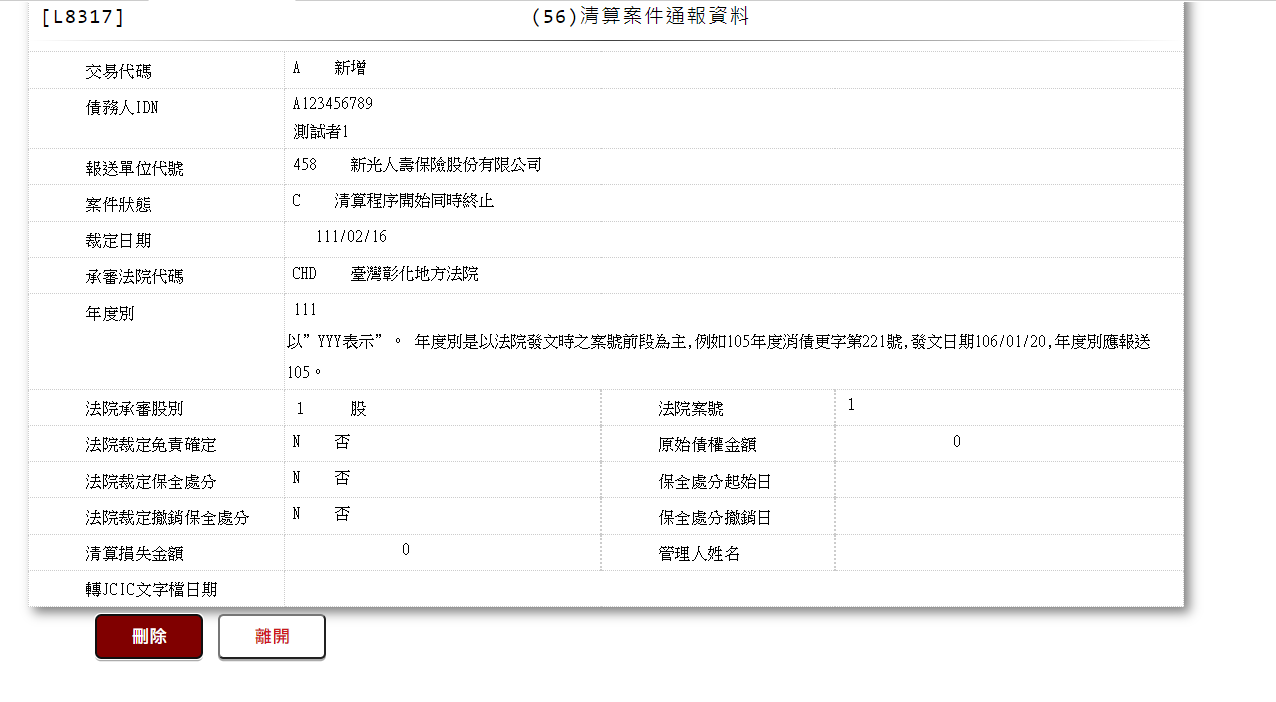 [L8317] (56)清算案件通報資料
交易代碼 A 新增
債務人IDN A123456789
測試者1
報送單位代號 458 新光人壽保險股份有限公司
案件狀態 C 清算程序開始同時終止
裁定日期 111/02/16
承審法院代碼 CHD 臺灣彰化地方法院
年度別 111
以”YYY表示”。 年度別是以法院發文時之案號前段為主,例如105年度消債更字第221號,發文日期106/01/20,年度別應報送
105。
法院承審股別 1 股 法院案號 1
法院裁定免責確定 N 否 原始債權金額 0
法院裁定保全處分 N 否 保全處分起始日
法院裁定撤銷保全處分 N 否 保全處分撤銷日
清算損失金額 0 管理人姓名
轉JCIC文字檔日期
刪除 離開